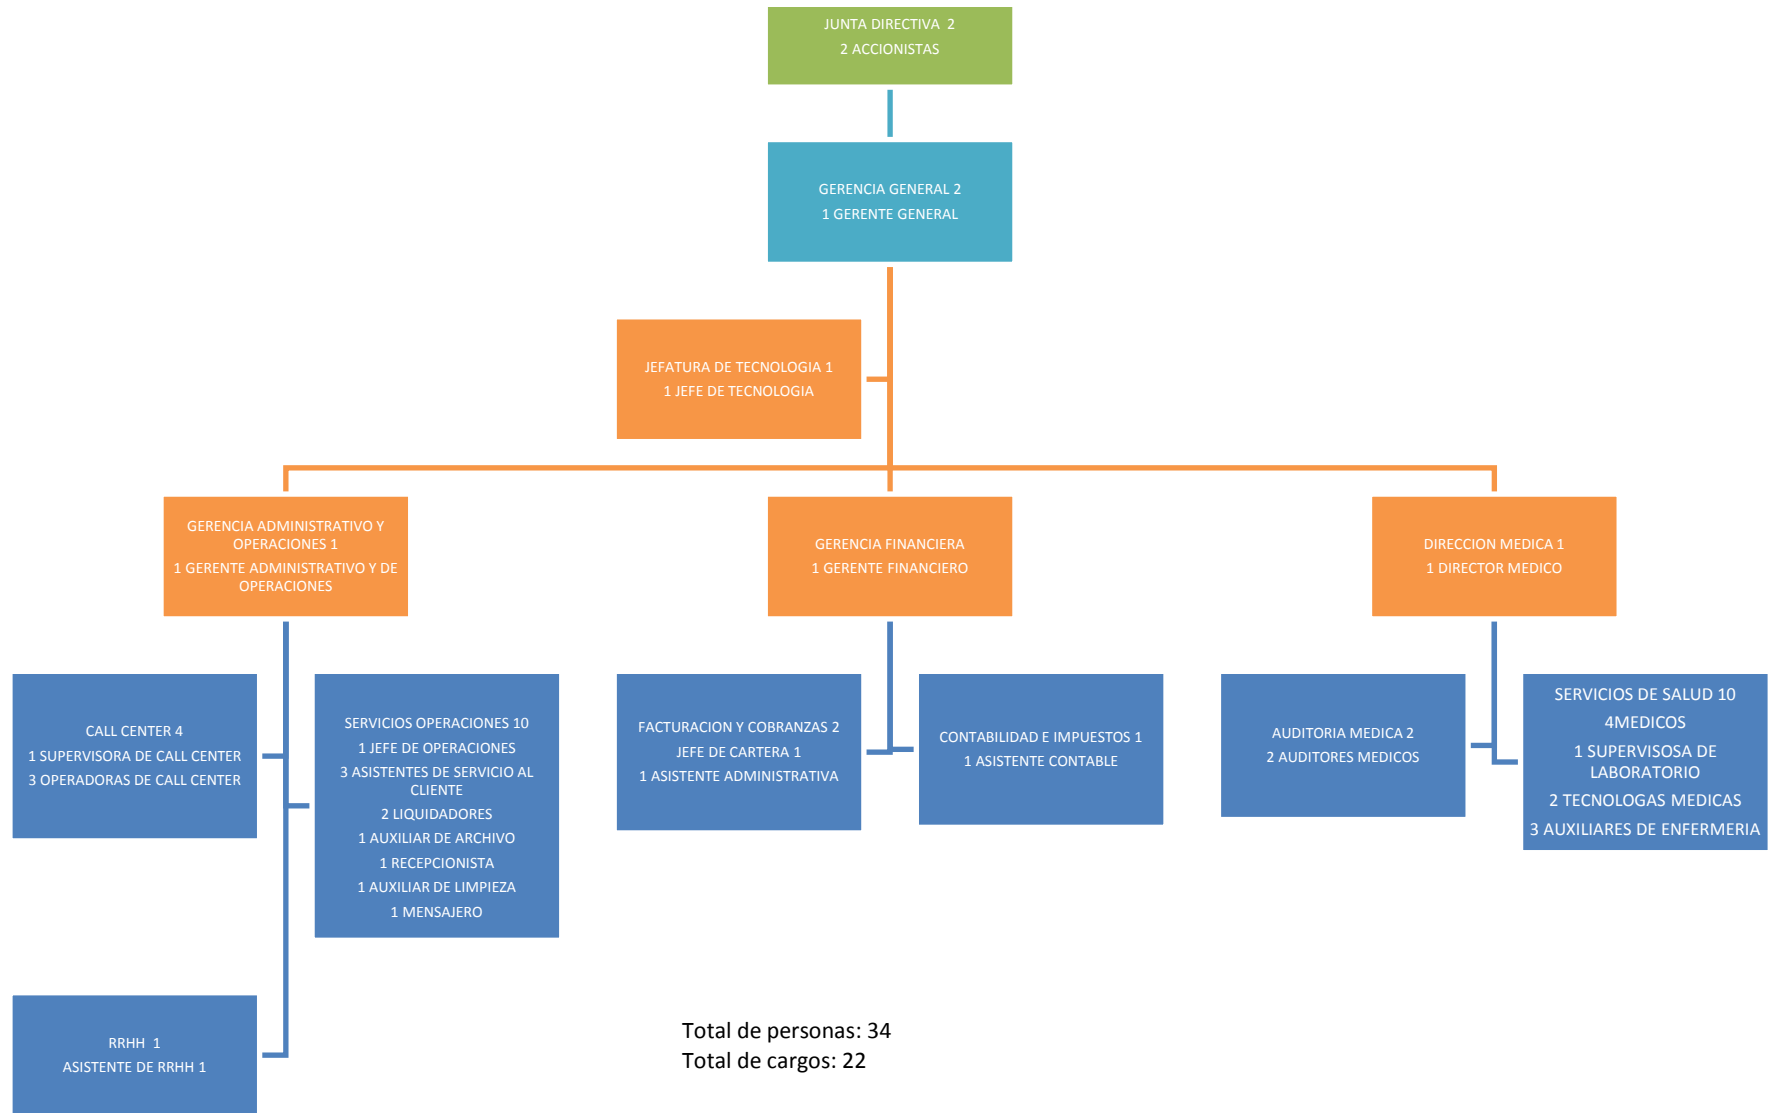 JUNTA DIRECTIVA 2
2 ACCIONISTAS
GERENCIA GENERAL 2
1 GERENTE GENERAL
JEFATURA DE TECNOLOGIA 1
1 JEFE DE TECNOLOGIA
GERENCIA ADMINISTRATIVO Y
OPERACIONES 1
1 GERENTE ADMINISTRATIVO Y DE
OPERACIONES
GERENCIA FINANCIERA
1 GERENTE FINANCIERO
DIRECCION MEDICA 1
1 DIRECTOR MEDICO
CALL CENTER 4
1 SUPERVISORA DE CALL CENTER
3 OPERADORAS DE CALL CENTER
SERVICIOS OPERACIONES 10
1 JEFE DE OPERACIONES
3 ASISTENTES DE SERVICIO AL
CLIENTE
2 LIQUIDADORES
1 AUXILIAR DE ARCHIVO
1 RECEPCIONISTA
1 AUXILIAR DE LIMPIEZA
1 MENSAJERO
FACTURACION Y COBRANZAS 2
JEFE DE CARTERA 1
1 ASISTENTE ADMINISTRATIVA
CONTABILIDAD E IMPUESTOS 1
1 ASISTENTE CONTABLE
AUDITORIA MEDICA 2
2 AUDITORES MEDICOS
SERVICIOS DE SALUD 10
4MEDICOS
1 SUPERVISOSA DE
LABORATORIO
2 TECNOLOGAS MEDICAS
3 AUXILIARES DE ENFERMERIA
RRHH 1
ASISTENTE DE RRHH 1
Total de personas: 34
Total de cargos: 22